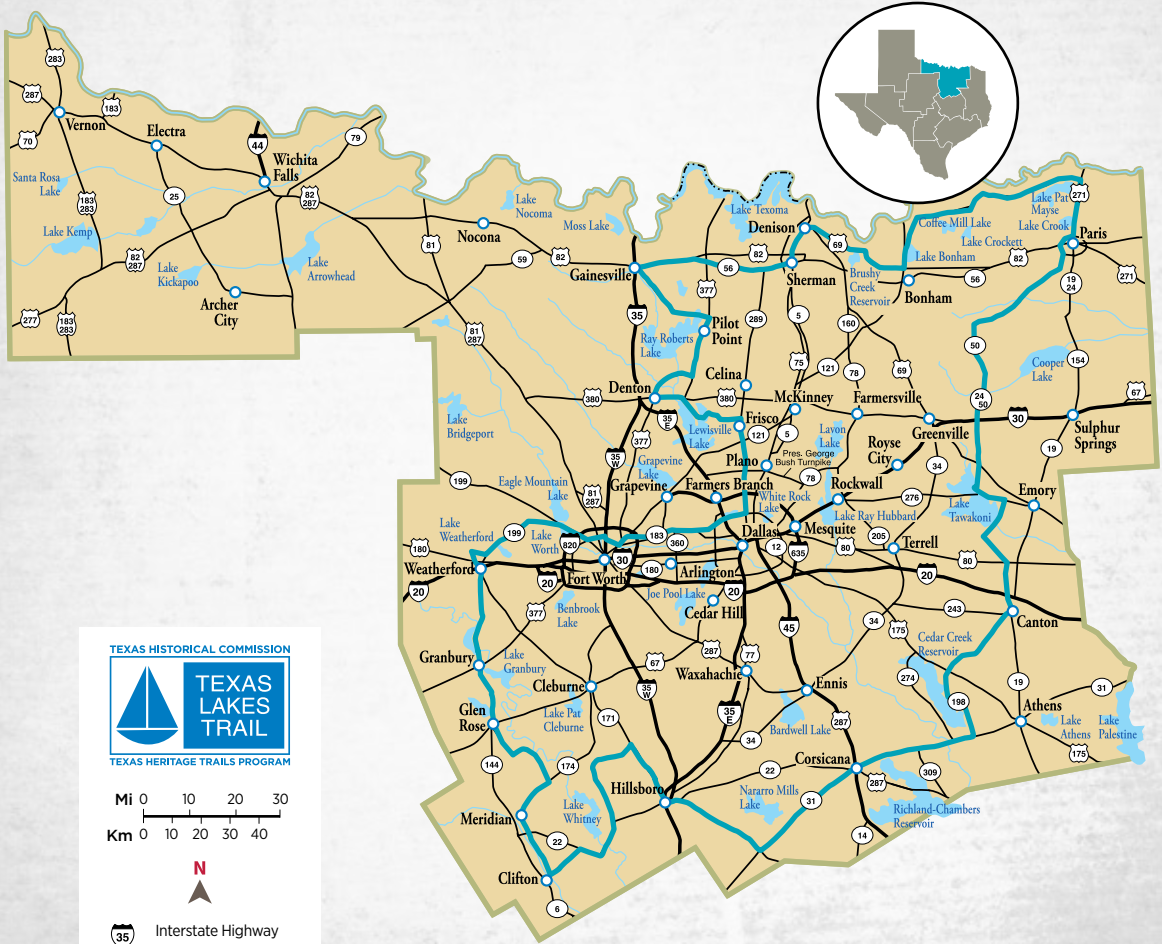 283
287
183
Vernon
Electra
70
44
Wichita
Falls
79
Santa Rosa
Lake
25
183
283
82
287
Lake Kemp
82
287
Lake
Kickapoo
Lake
Arrowhead
Archer
City
277
183
283
Lake
Nocoma
Nocona
Moss Lake
81
59
82
Gainesville
35
81
287
Lake Texoma
Denison
69
82
56
Sherman
377
289
5
Pilot
Point
Ray Roberts
Lake
Brushy
Creek
Reservoir
160
Coffee Mill Lake
Lake Pat
Mayse
271
Lake Crook
Lake Crockett
Paris
Lake Bonham
82
56
Bonham
271
19
24
50
154
Cooper
Lake
67
75
121
78
69
Celina
Denton
380
380
McKinney
Farmersville
Frisco
35
E
Lewisville
Lake
121
5
Lavon
Lake
Greenville
24
50
30
Sulphur
Springs
19
Lake
Bridgeport
377
35
W
Plano
Pres. George
Bush Turnpike
78
Royse
City
34
Grapevine
Lake
Grapevine
Farmers Branch
White Rock
Lake
Rockwall
276
Emory
Lake
Tawakoni
199
Eagle Mountain
Lake
81
287
Lake
Weatherford
199
Lake
Worth
820
183
360
Dallas
Mesquite
Lake Ray Hubbard
205
Terrell
180
Weatherford
30
Fort Worth
180
Arlington
12
635
80
80
20
20
20
20
377
Benbrook
Lake
Joe Pool Lake
Cedar Hill
45
34
175
243
Canton
Cedar Creek
Reservoir
Granbury
Lake
Granbury
67
287
77
Waxahachie
274
19
31
Cleburne
35
W
Ennis
198
Athens
Glen
Rose
Lake Pat
Cleburne
171
35
E
Bardwell Lake
287
Lake
Athens
Lake
Palestine
34
175
144
174
Corsicana
Hillsboro
22
287
309
Meridian
Lake
Whitney
Nararro Mills
Lake
31
Richland-Chambers
Reservoir
22
14
Clifton
6
TEXAS HISTORICAL COMMISSION
TEXAS
LAKES
TRAIL
TEXAS HERITAGE TRAILS PROGRAM
Mi 0 10 20 30
Km 0 10 20 30 40
N
35 Interstate Highway